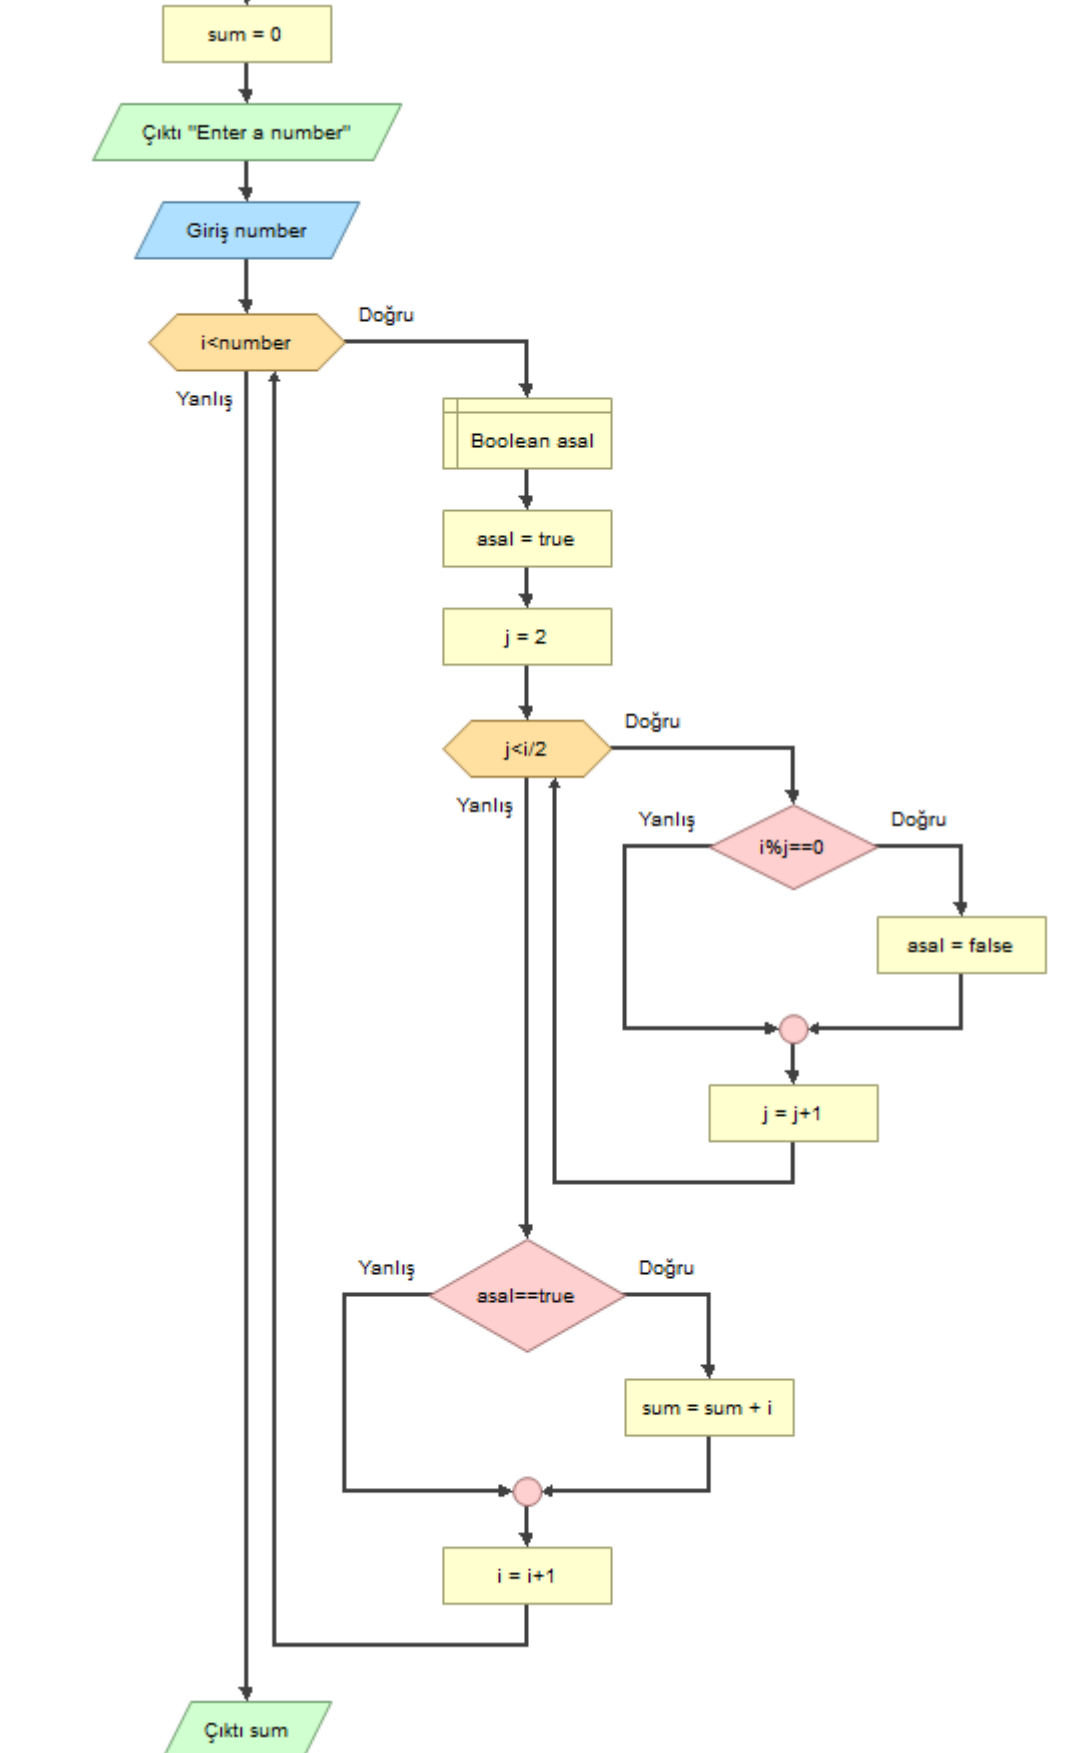 sum = 0
Çıktı "Enter a number"
Giriş number
i<number
Doğru
Yanlış
Boolean asal
asal = true
j = 2
j<i/2
Doğru
Yanlış
i%j==0
Yanlış
Doğru
asal = false
j = j+1
asal==true
Yanlış
Doğru
sum = sum + i
i = i+1
Çıktı sum